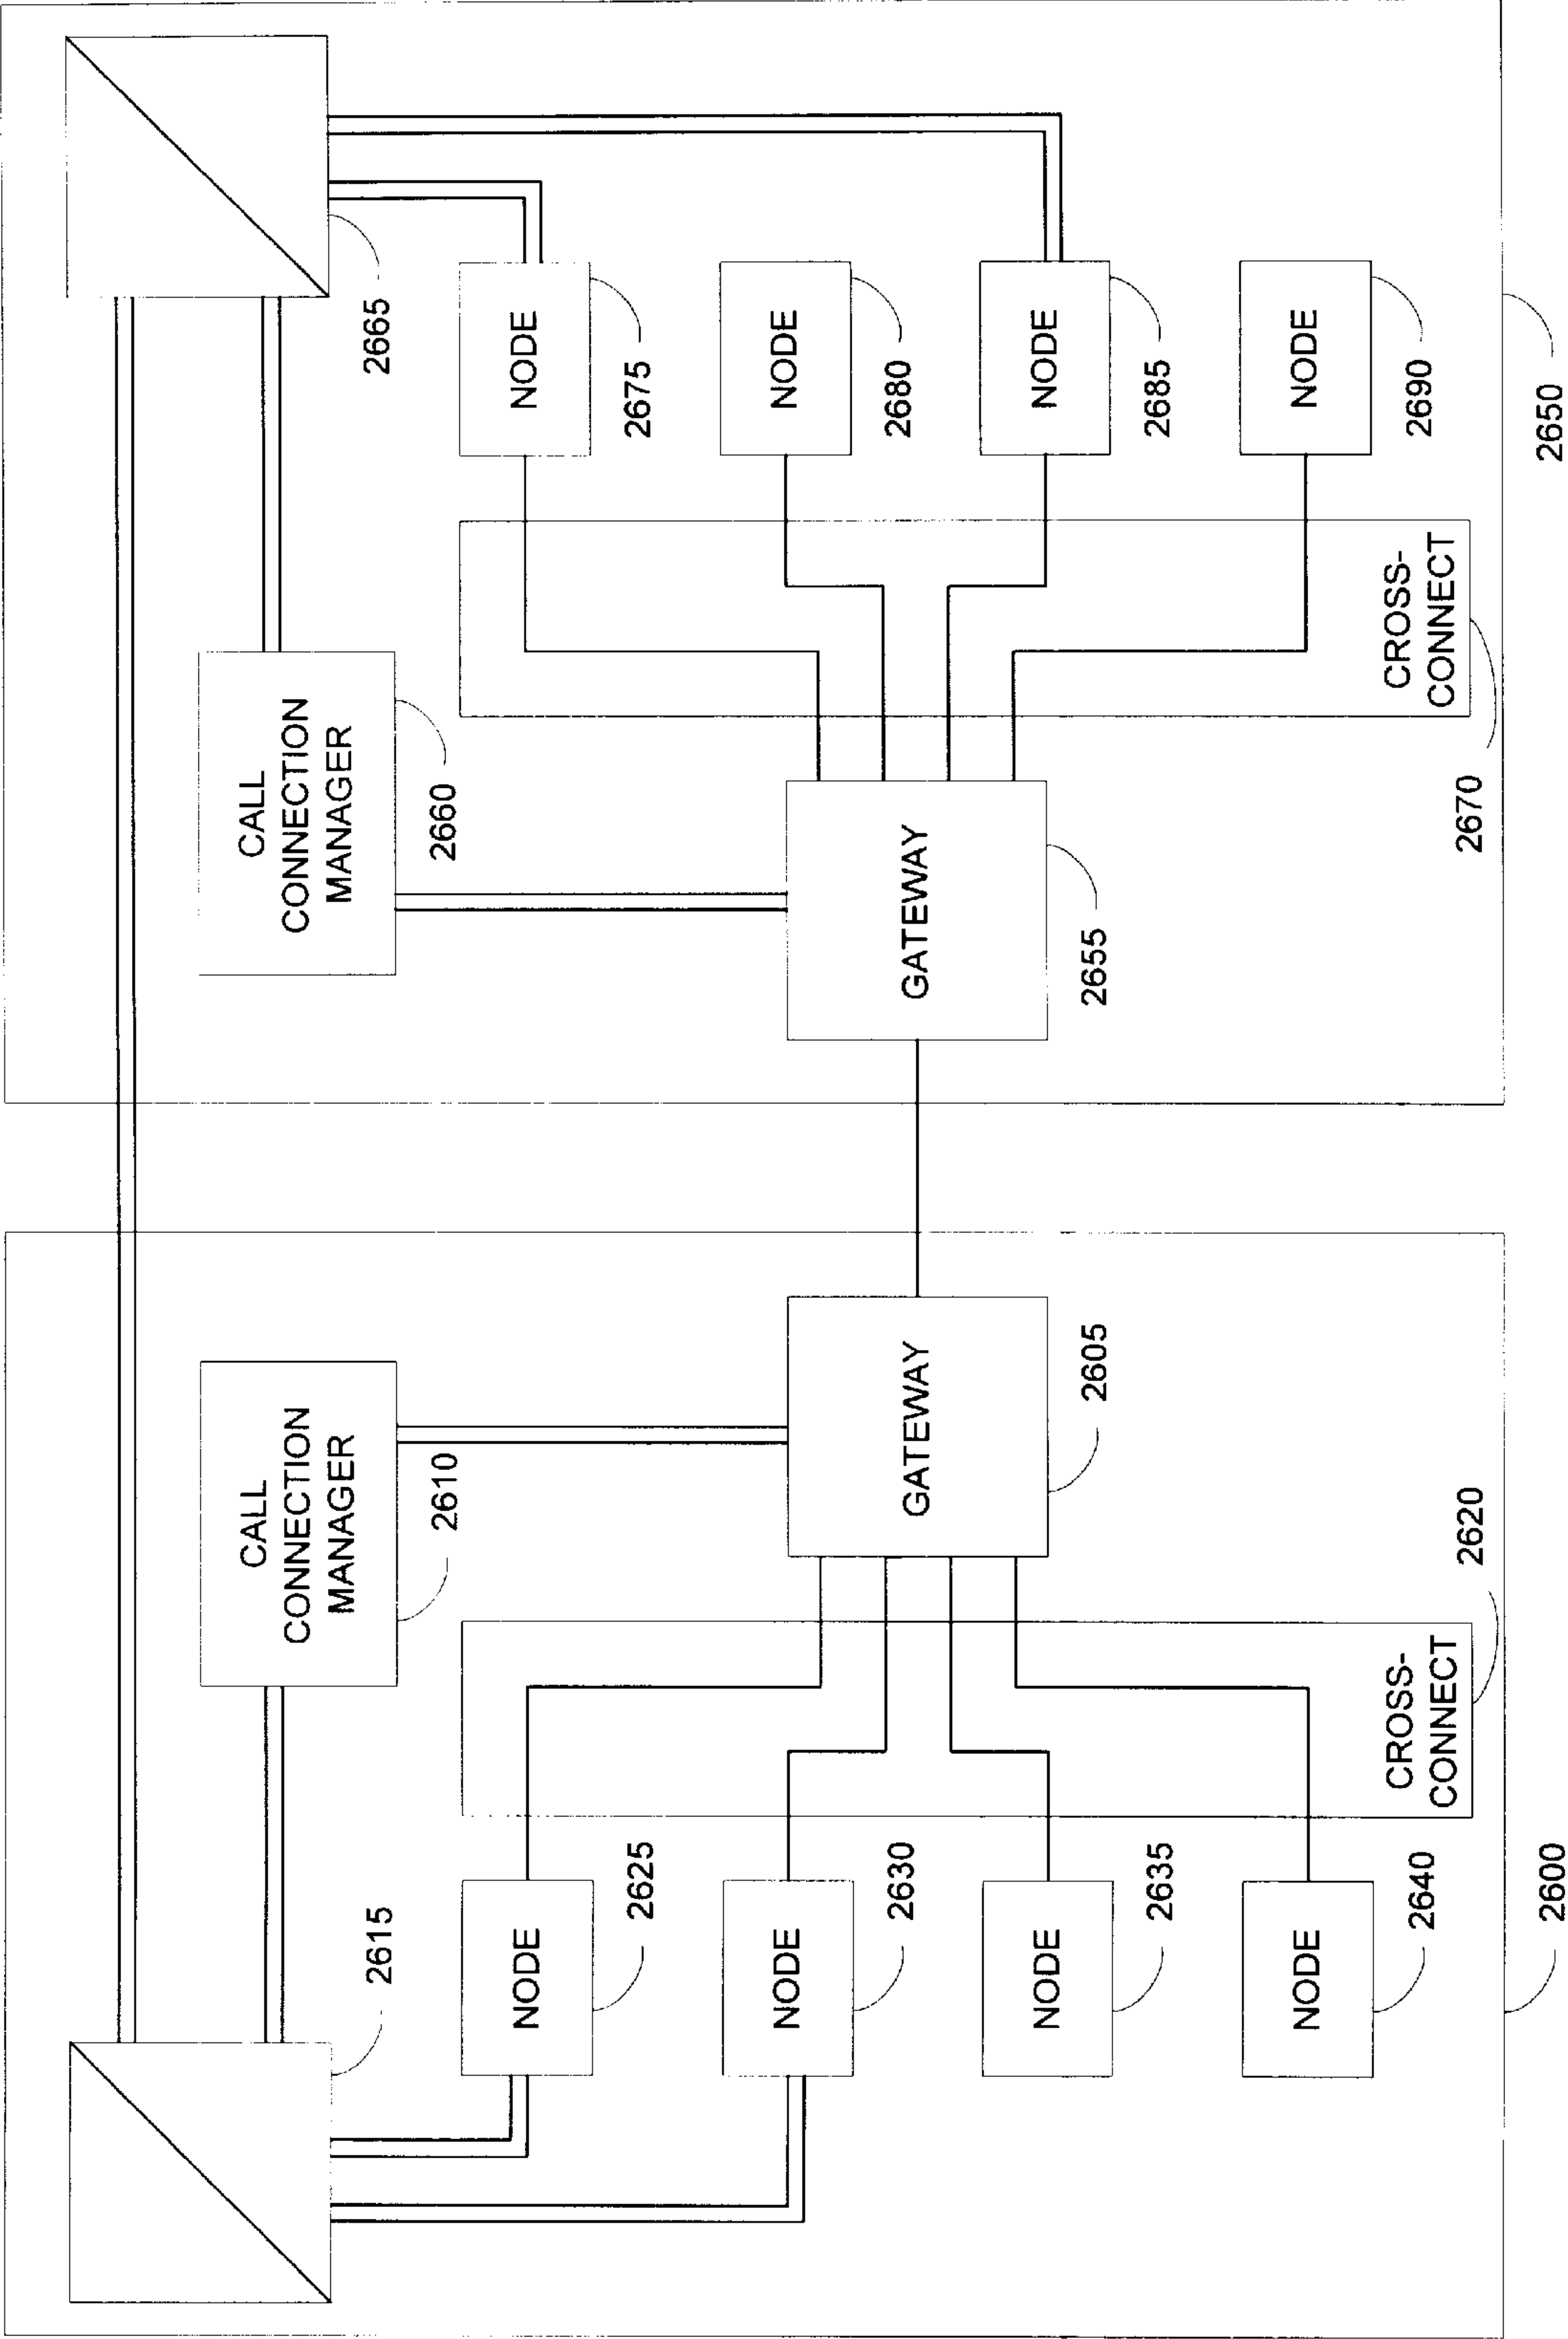 2615
CALL
CONNECTION
MANAGER
2610
CALL
CONNECTION
MANAGER
2660
2665
NODE
2625
NODE
2630
NODE
2635
NODE
2640
GATEWAY
2605
GATEWAY
2655
NODE
2675
NODE
2680
NODE
2685
NODE
2690
CROSS-
CONNECT
2620
CROSS-
CONNECT
2670
2600
2650